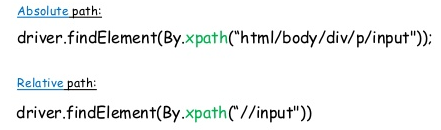 Absolute path:
driver.findElement(By.xpath(“html/body/div/p/input"));
Relative path:
driver.findElement(By.xpath(“//input"))